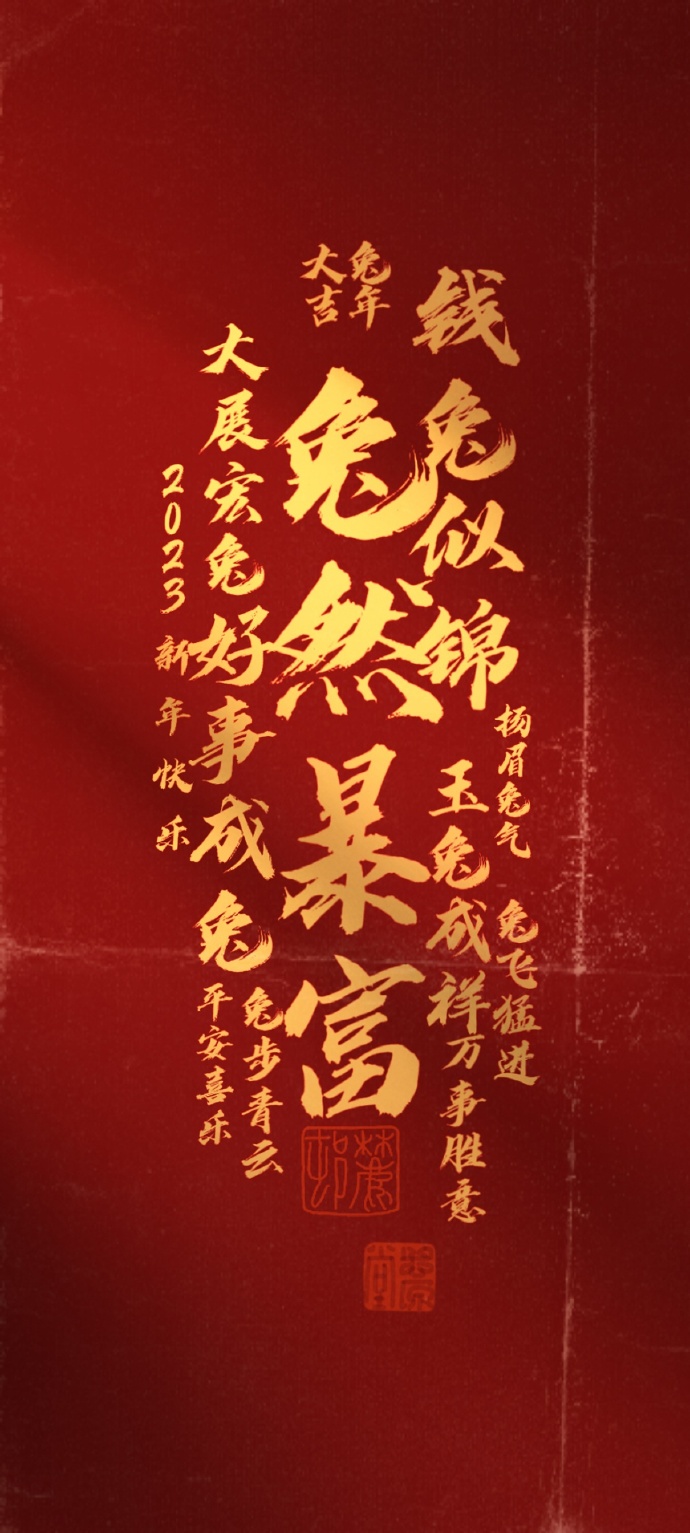 兔年
大吉
钱兔似锦
扬眉兔气
兔飞猛进
玉兔成祥万事胜意
兔然暴富
大展宏兔好事成兔
兔步青云
平安喜乐
2023新年快乐